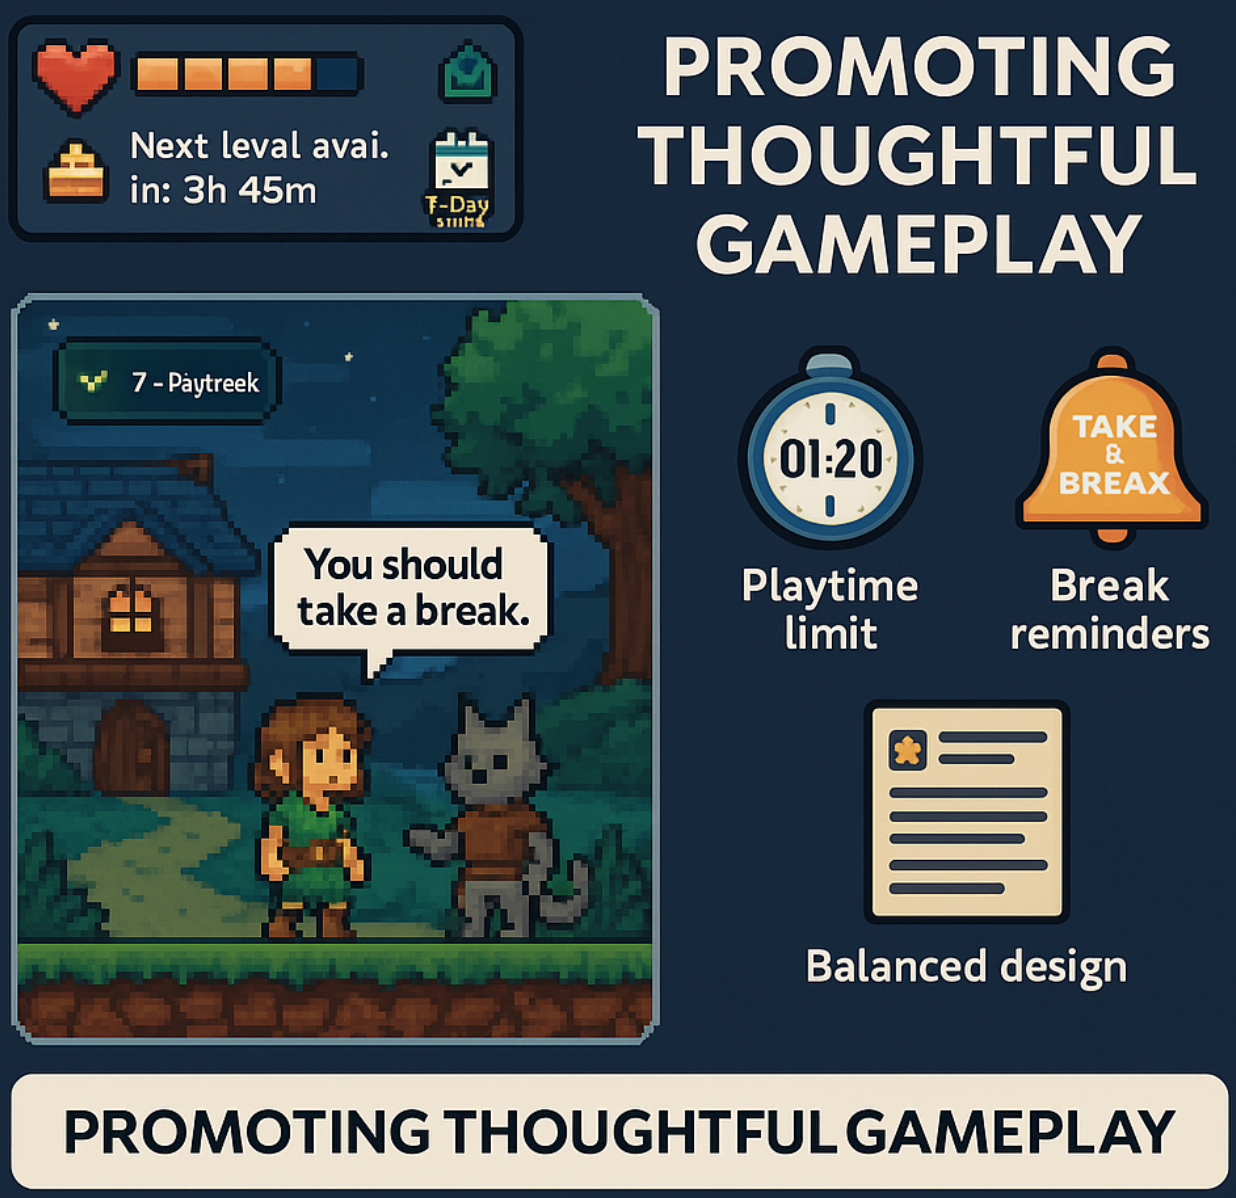 Next leval avai.
in: 3h 45m
T-Day
PROMOTING
THOUGHTFUL
GAMEPLAY
7 - Paytreek
You should
take a break.
01:20
Playtime
limit
TAKE
&
BREAX
Break
reminders
Balanced design
PROMOTING THOUGHTFUL GAMEPLAY